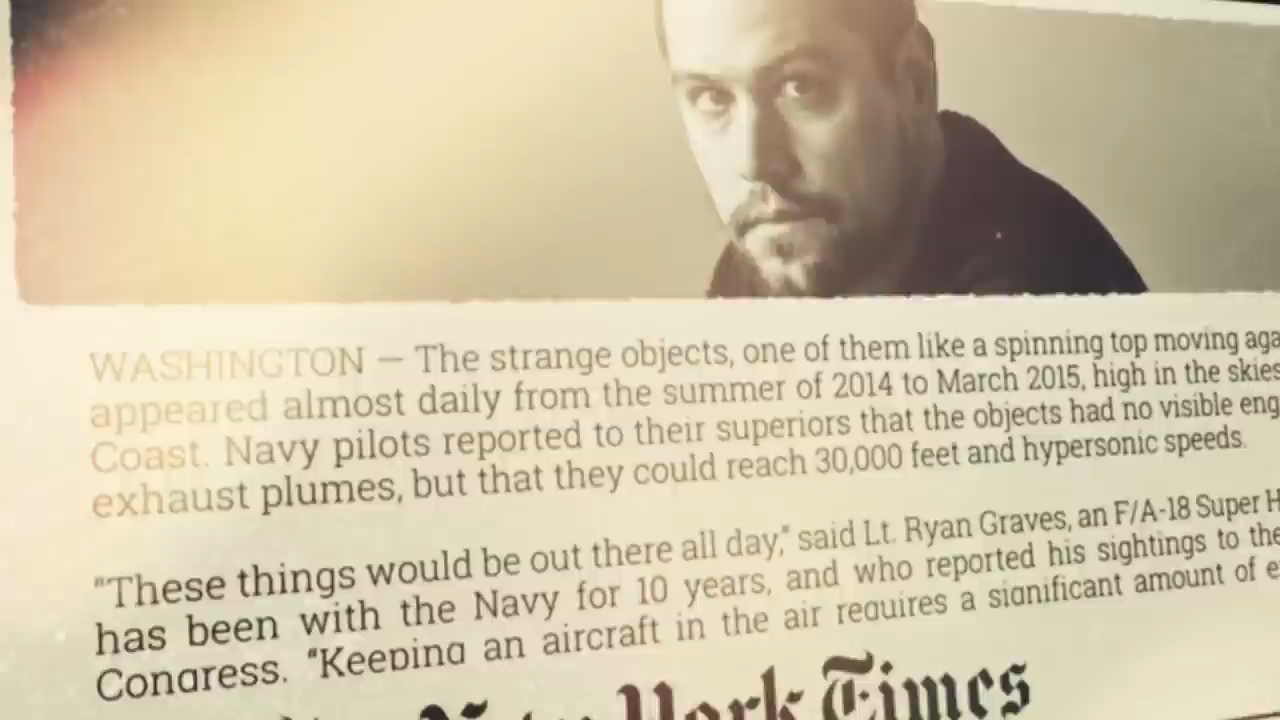 WASHINGTON — The strange objects, one of them like a spinning top moving aga
appeared almost daily from the summer of 2014 to March 2015, high in the skies
Coast. Navy pilots reported to their superiors that the objects had no visible eng
exhaust plumes, but that they could reach 30,000 feet and hypersonic speeds.
"These things would be out there all day," said Lt. Ryan Graves, an F/A-18 Super H
has been with the Navy for 10 years, and who reported his sightings to the
Congress. "Keeping an aircraft in the air requires a significant amount of e
New York Times